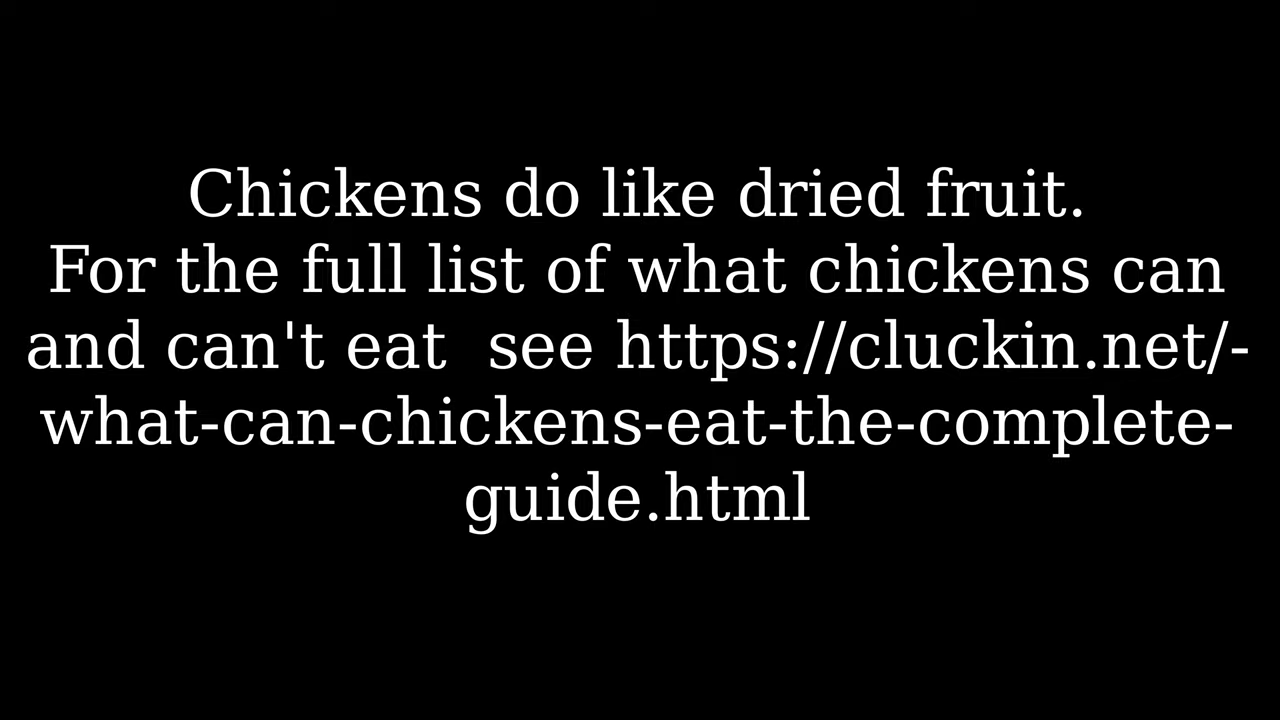 Chickens do like dried fruit.
For the full list of what chickens can
and can't eat  see https://cluckin.net/-
what-can-chickens-eat-the-complete-
guide.html